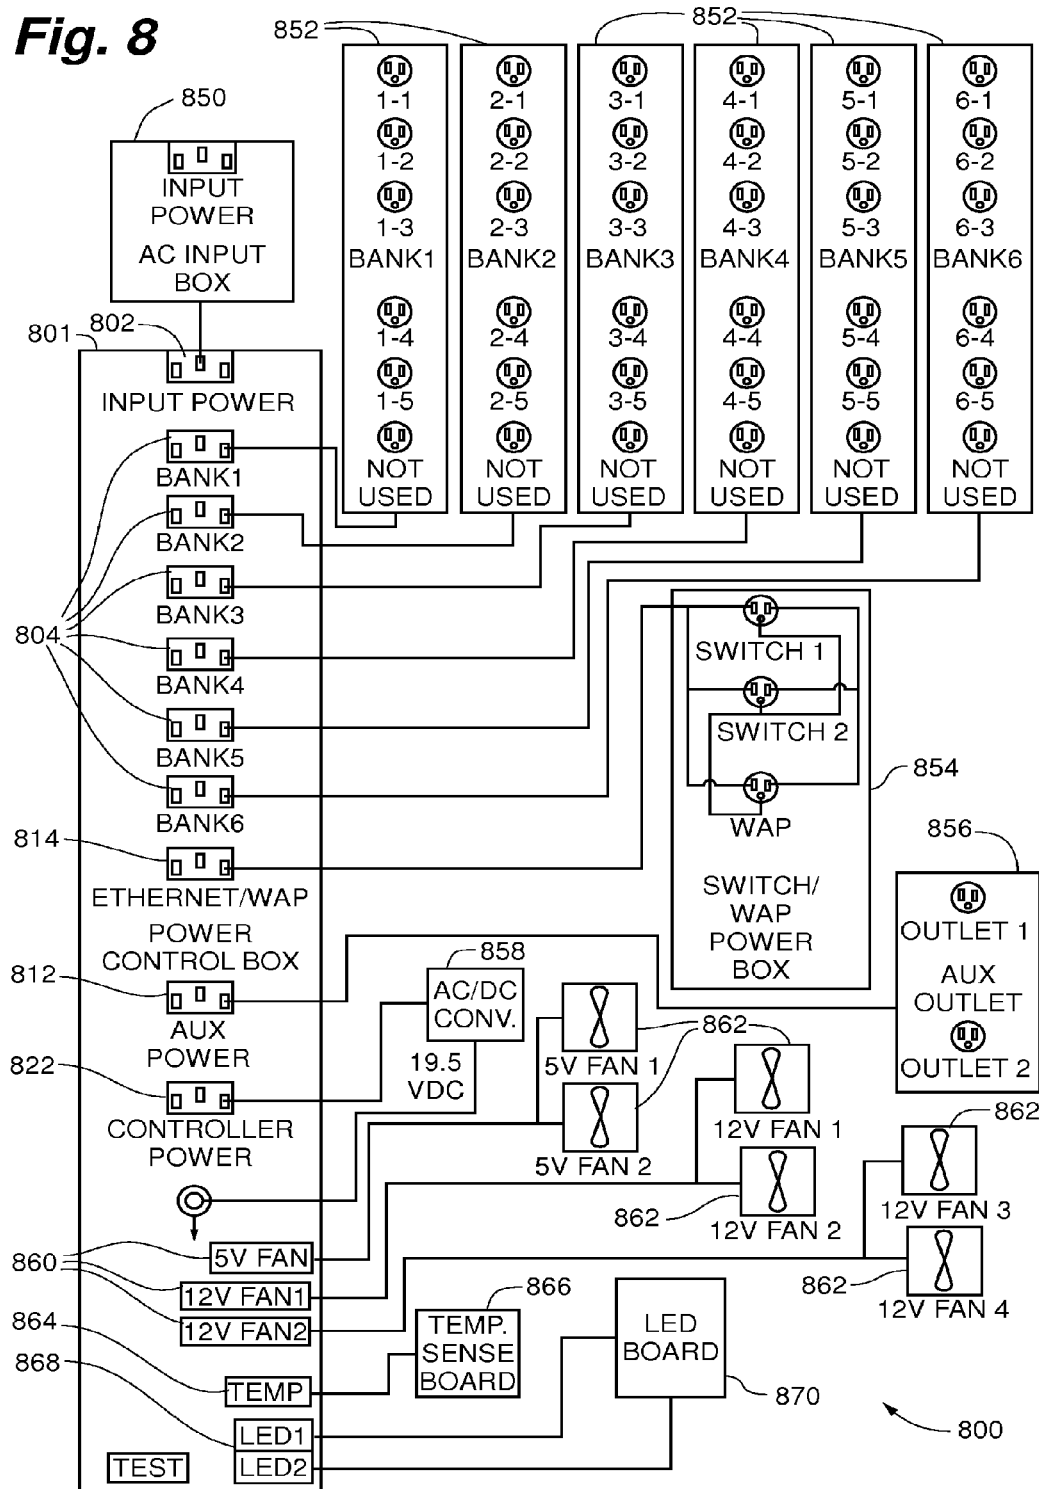 Fig. 8
852
852
850
INPUT
POWER
AC INPUT
BOX
1-1
1-2
1-3
BANK1
1-4
1-5
NOT
USED
2-1
2-2
2-3
BANK2
2-4
2-5
NOT
USED
3-1
3-2
3-3
BANK3
3-4
3-5
NOT
USED
4-1
4-2
4-3
BANK4
4-4
4-5
NOT
USED
5-1
5-2
5-3
BANK5
5-4
5-5
NOT
USED
6-1
6-2
6-3
BANK6
6-4
6-5
NOT
USED
801
802
INPUT POWER
BANK1
BANK2
BANK3
804
BANK4
BANK5
BANK6
814
ETHERNET/WAP
POWER
CONTROL BOX
812
AUX
POWER
822
CONTROLLER
POWER
SWITCH 1
SWITCH 2
WAP
SWITCH/
WAP
POWER
BOX
854
856
OUTLET 1
AUX
OUTLET
OUTLET 2
858
AC/DC
CONV.
19.5
VDC
862
5V FAN 1
5V FAN 2
12V FAN 1
862
12V FAN 2
862
12V FAN 3
862
12V FAN 4
860
5V FAN
12V FAN1
12V FAN2
864
TEMP
866
TEMP.
SENSE
BOARD
LED
BOARD
870
868
LED1
LED2
TEST
800